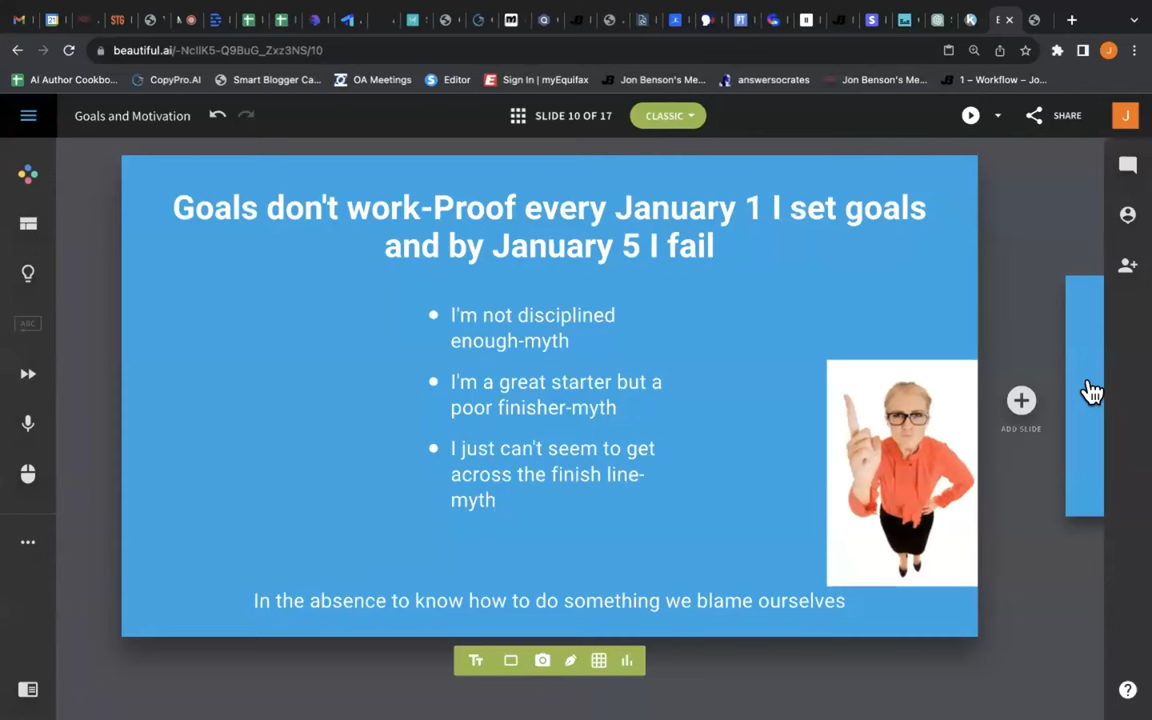 STG
beautiful.ai/-NcIIK5-Q9BuG_Zxz3NS/10
AI Author Cookbo... CopyPro.AI Smart Blogger Ca... OA Meetings Editor Sign In | myEquifax Jon Benson's Me... answersocrates Jon Benson's Me... 1 – Workflow – Jo...
Goals and Motivation SLIDE 10 OF 17 CLASSIC SHARE J
Goals don't work-Proof every January 1 I set goals
and by January 5 I fail
I'm not disciplined
enough-myth
I'm a great starter but a
poor finisher-myth
I just can't seem to get
across the finish line-
myth
ABC
ADD SLIDE
In the absence to know how to do something we blame ourselves
Tт